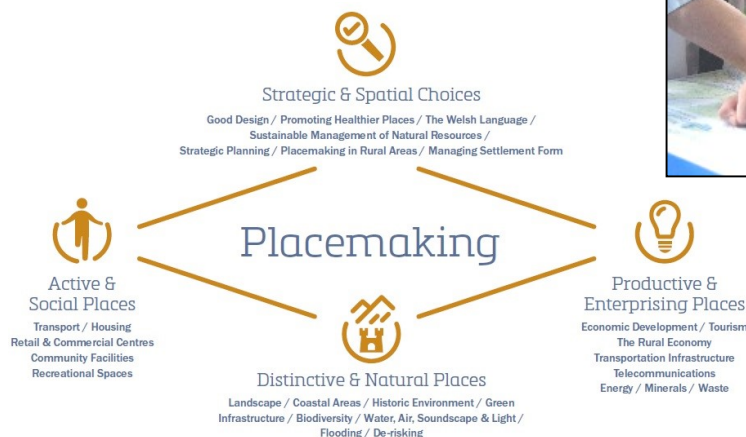 Strategic & Spatial Choices
Good Design / Promoting Healthier Places / The Welsh Language /
Sustainable Management of Natural Resources /
Strategic Planning / Placemaking in Rural Areas / Managing Settlement Form
Placemaking
Active &
Social Places
Transport / Housing
Retail & Commercial Centres
Community Facilities
Recreational Spaces
Productive &
Enterprising Places
Economic Development / Tourism
The Rural Economy
Transportation Infrastructure
Telecommunications
Energy / Minerals / Waste
Distinctive & Natural Places
Landscape / Coastal Areas / Historic Environment / Green
Infrastructure / Biodiversity / Water, Air, Soundscape & Light /
Flooding / De-risking